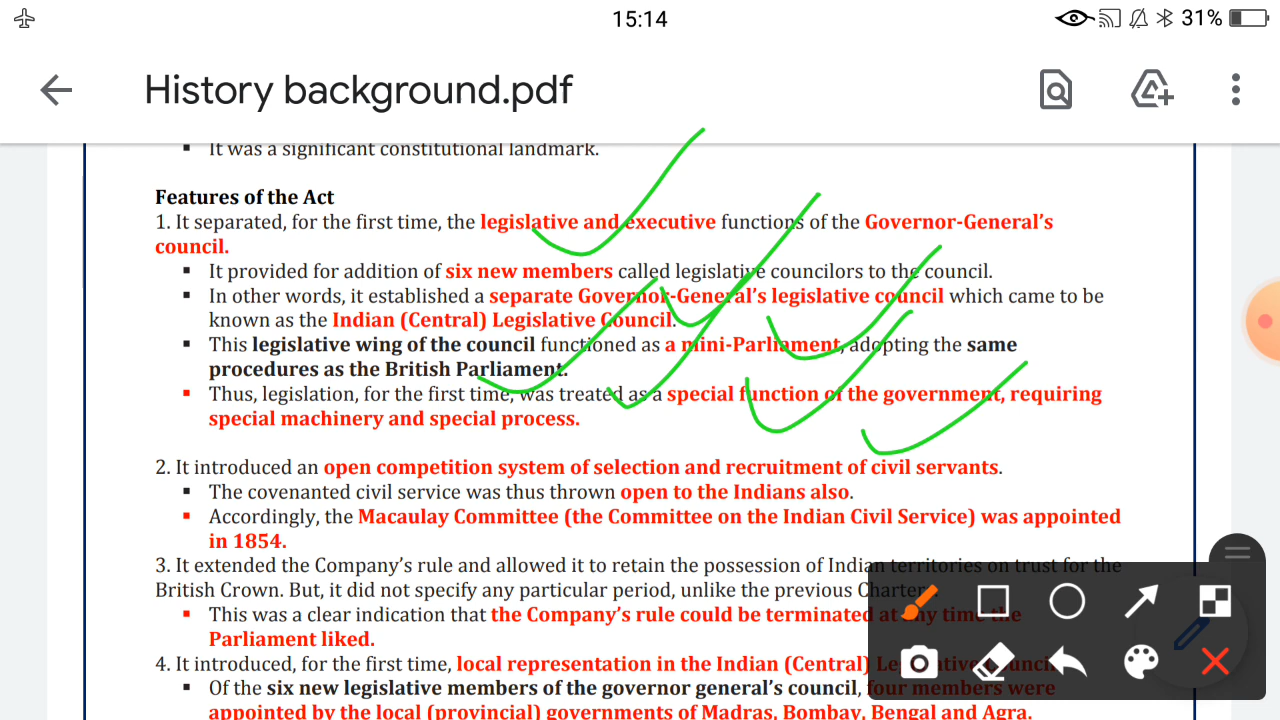 15:14
31%
History background.pdf
▪ It was a significant constitutional landmark.
Features of the Act
1. It separated, for the first time, the legislative and executive functions of the Governor-General's
council.
▪ It provided for addition of six new members called legislative councilors to the council.
▪ In other words, it established a separate Governor-General's legislative council which came to be
known as the Indian (Central) Legislative Council.
▪ This legislative wing of the council functioned as a mini-Parliament, adopting the same
procedures as the British Parliament.
▪ Thus, legislation, for the first time, was treated as a special function of the government, requiring
special machinery and special process.
2. It introduced an open competition system of selection and recruitment of civil servants.
▪ The covenanted civil service was thus thrown open to the Indians also.
▪ Accordingly, the Macaulay Committee (the Committee on the Indian Civil Service) was appointed
in 1854.
3. It extended the Company's rule and allowed it to retain the possession of Indian territories on trust for the
British Crown. But, it did not specify any particular period, unlike the previous Charter
▪ This was a clear indication that the Company's rule could be terminated at any time the
Parliament liked.
4. It introduced, for the first time, local representation in the Indian (Central) Legislative Council.
▪ Of the six new legislative members of the governor general's council, four members were
appointed by the local (provincial) governments of Madras, Bombay, Bengal and Agra.